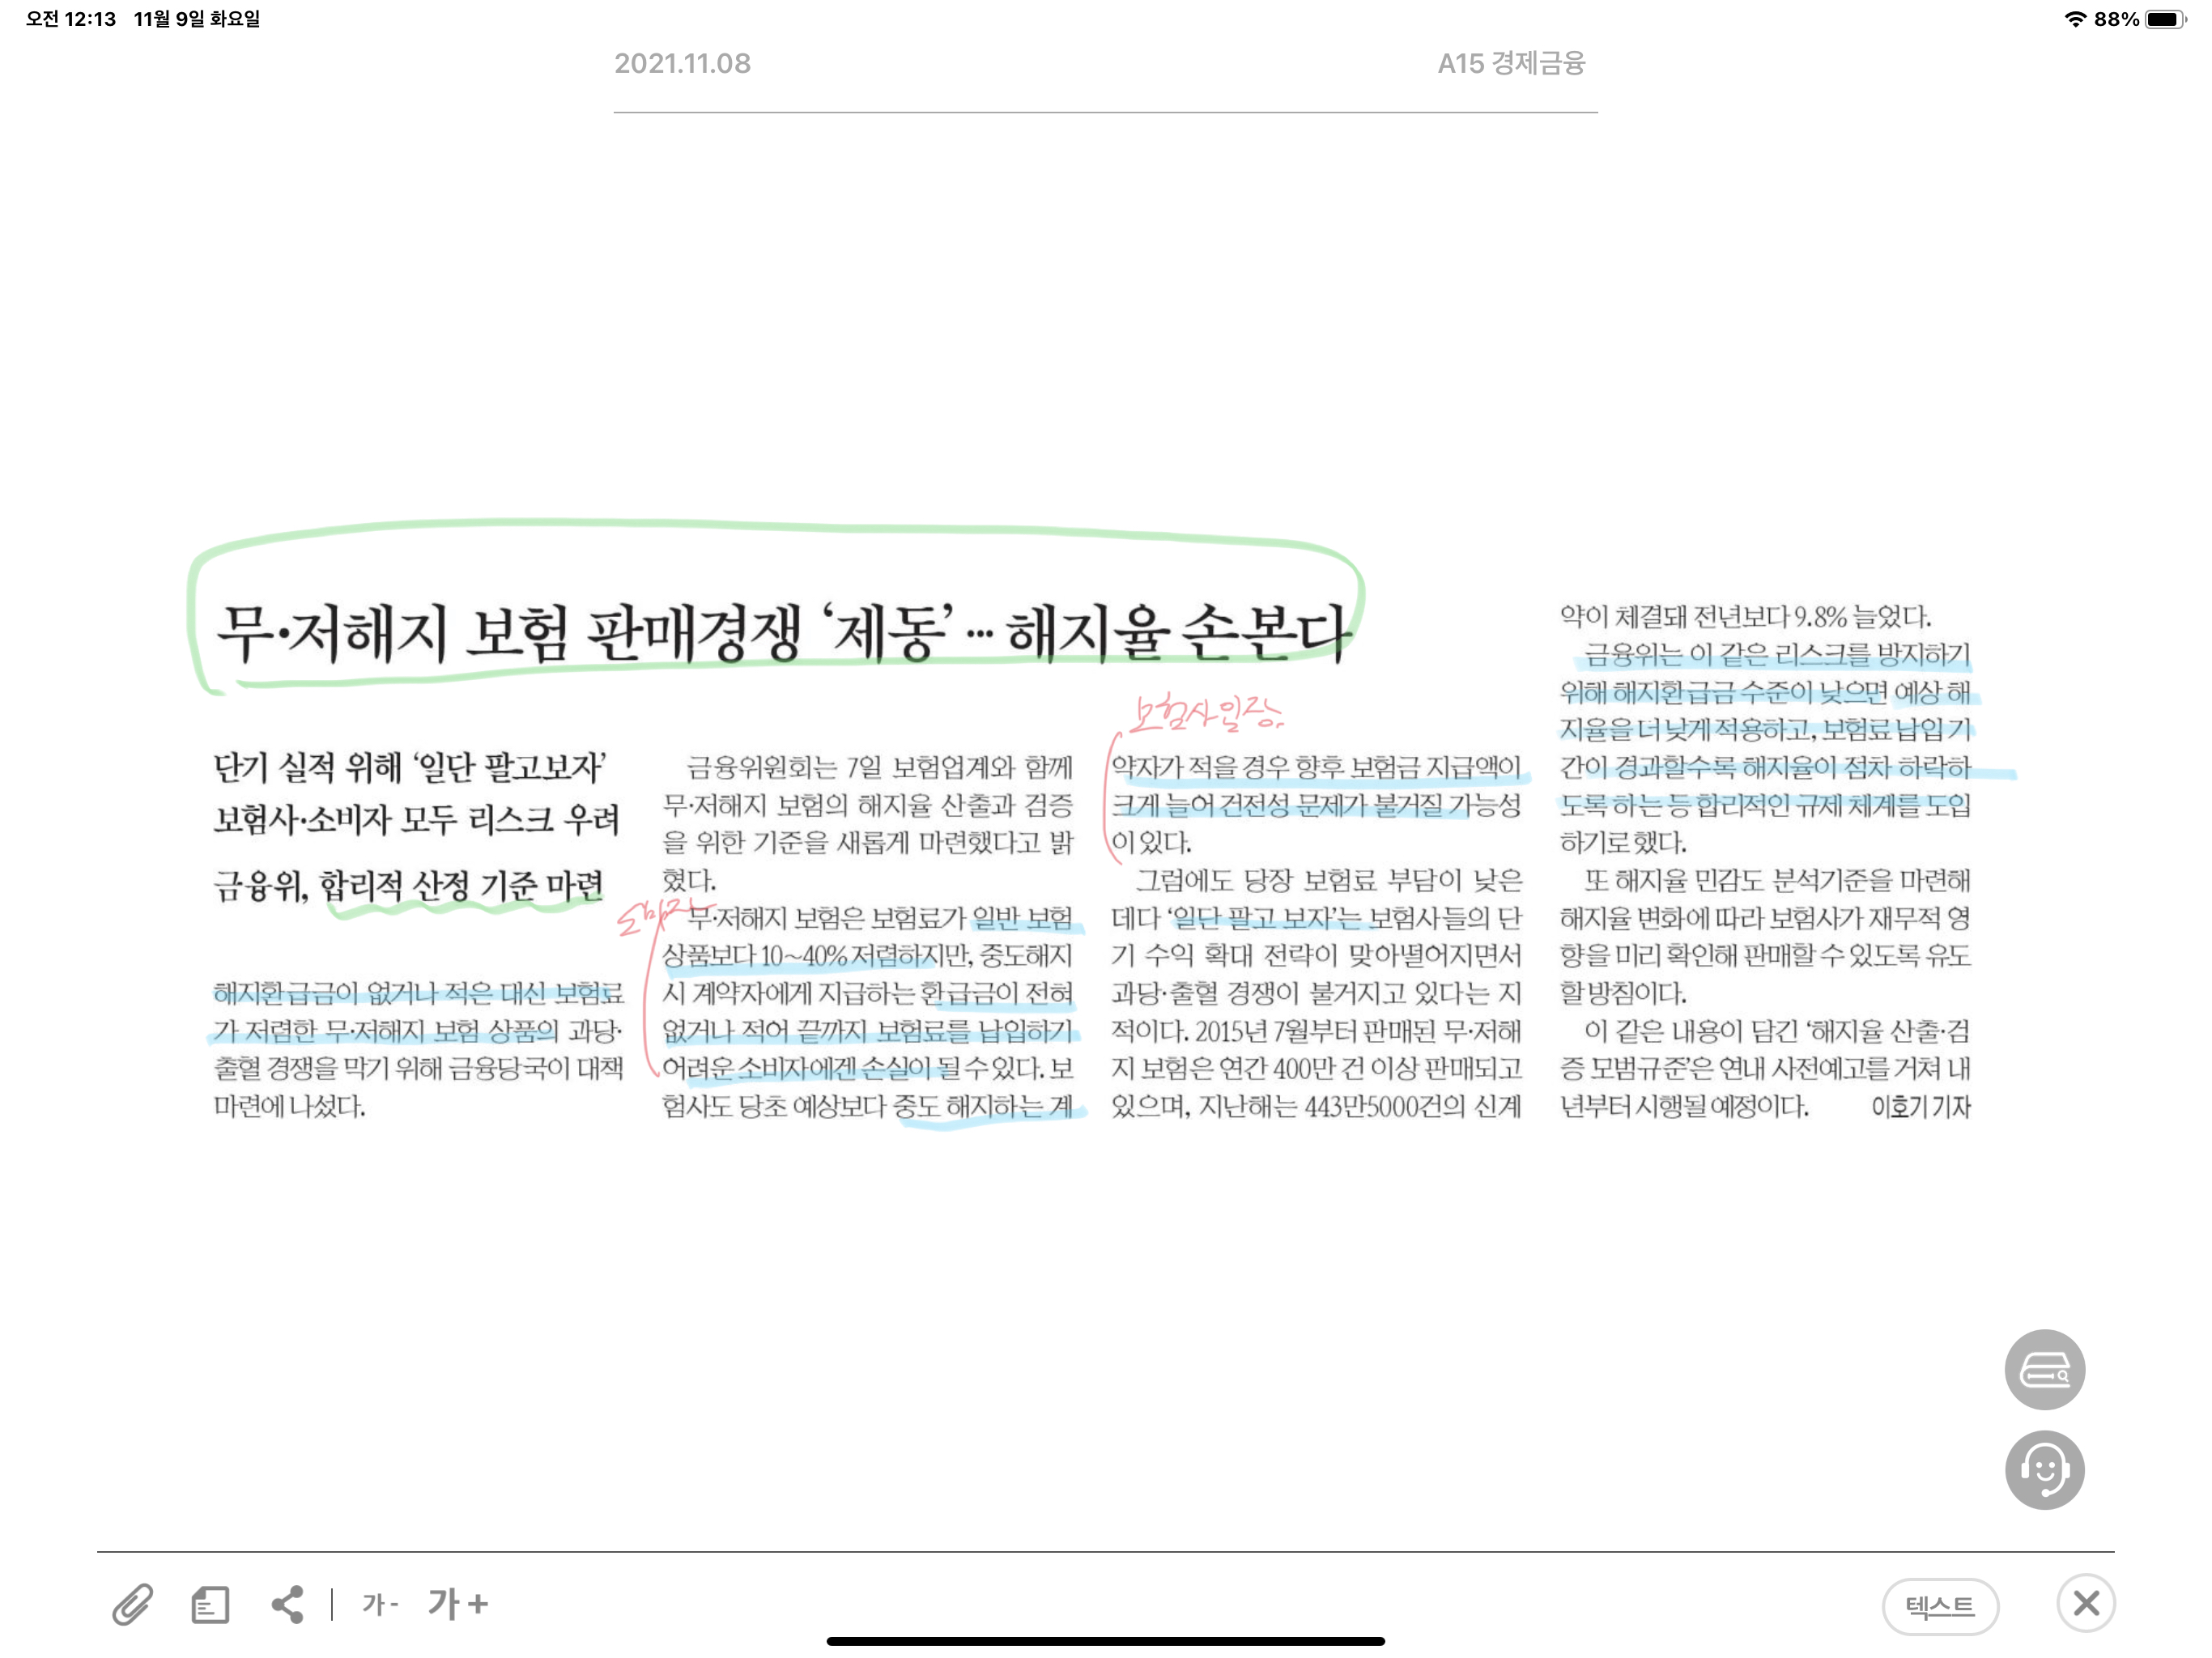 오전 12:13 11월 9일 화요일
88%
2021.11.08
A15 경제금융
무·저해지 보험 판매경쟁 ‘제동’… 해지율 손본다
단기 실적 위해 ‘일단 팔고보자’
보험사·소비자 모두 리스크 우려
금융위, 합리적 산정 기준 마련
해지환급금이 없거나 적은 대신 보험료
가 저렴한 무·저해지 보험 상품의 과당·
출혈 경쟁을 막기 위해 금융당국이 대책
마련에 나섰다.
금융위원회는 7일 보험업계와 함께
무·저해지 보험의 해지율 산출과 검증
을 위한 기준을 새롭게 마련했다고 밝
혔다.
소비자
무·저해지 보험은 보험료가 일반 보험
상품보다 10~40% 저렴하지만, 중도해지
시 계약자에게 지급하는 환급금이 전혀
없거나 적어 끝까지 보험료를 납입하기
어려운 소비자에겐 손실이 될 수 있다. 보
험사도 당초 예상보다 중도 해지하는 계
보험사입장
약자가 적을 경우 향후 보험금 지급액이
크게 늘어 건전성 문제가 불거질 가능성
이 있다.
그럼에도 당장 보험료 부담이 낮은
데다 ‘일단 팔고 보자’는 보험사들의 단
기 수익 확대 전략이 맞아떨어지면서
과당·출혈 경쟁이 불거지고 있다는 지
적이다. 2015년 7월부터 판매된 무·저해
지 보험은 연간 400만 건 이상 판매되고
있으며, 지난해는 443만5000건의 신계
약이 체결돼 전년보다 9.8% 늘었다.
금융위는 이 같은 리스크를 방지하기
위해 해지환급금 수준이 낮으면 예상 해
지율을 더 낮게 적용하고, 보험료 납입 기
간이 경과할수록 해지율이 점차 하락하
도록 하는 등 합리적인 규제 체계를 도입
하기로 했다.
또 해지율 민감도 분석기준을 마련해
해지율 변화에 따라 보험사가 재무적 영
향을 미리 확인해 판매할 수 있도록 유도
할 방침이다.
이 같은 내용이 담긴 ‘해지율 산출·검
증 모범규준’은 연내 사전예고를 거쳐 내
년부터 시행될 예정이다. 이호기 기자
가 - 가 +
텍스트